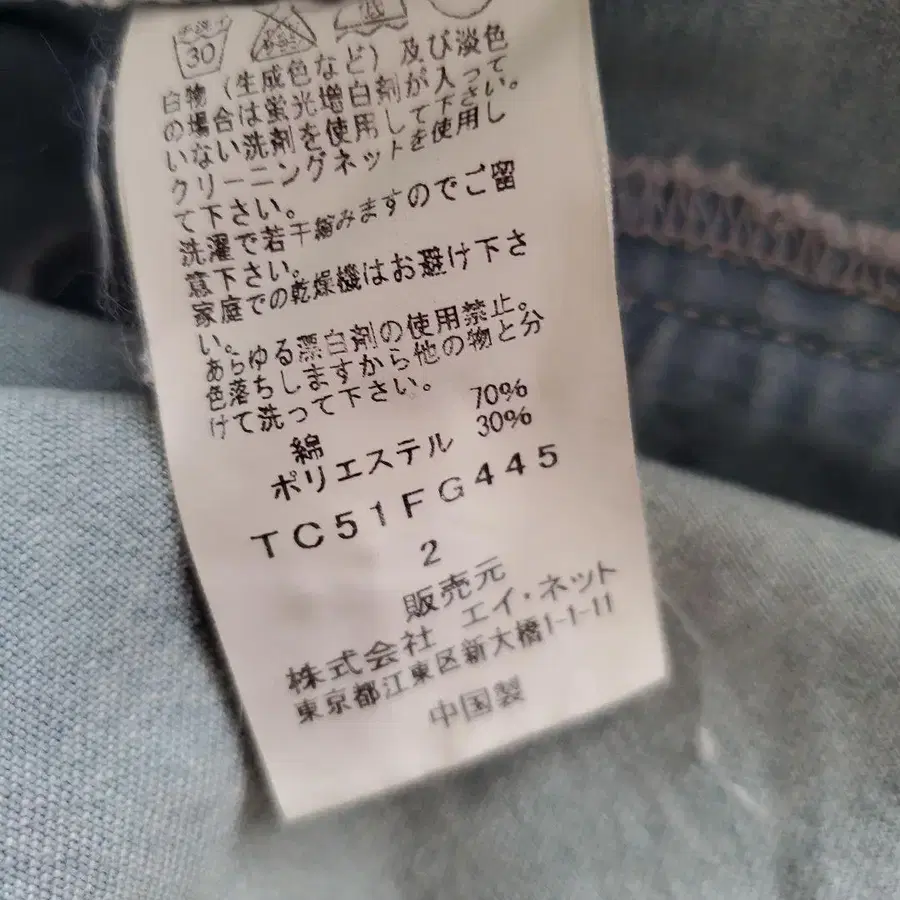 手洗イ
30
白物（生成色など）及び淡色
の場合は蛍光増白剤が入って
いない洗剤を使用して下さい。
クリーニングネットを使用し
て下さい。
洗濯で若干縮みますのでご留
意下さい。
家庭での乾燥機はお避け下さ
い。
あらゆる漂白剤の使用禁止。
色落ちしますから他の物と分
けて洗って下さい。
綿 70%
ポリエステル 30%
TC51FG445
2
販売元
株式会社 エイ・ネット
東京都江東区新大橋1-1-11
中国製